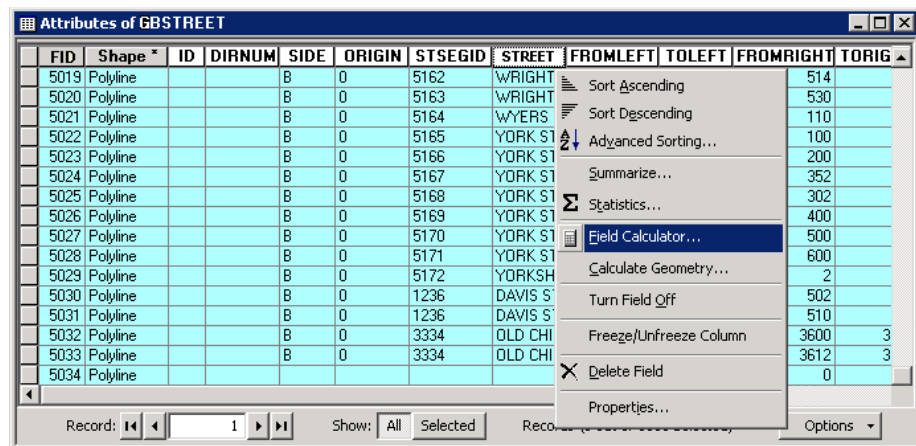 Attributes of GBSTREET
FID Shape * ID DIRNUM SIDE ORIGIN STSEGID STREET FROMLEFT TOLEFT FROMRIGHT TORIG
5019 Polyline B 0 5162 WRIGHT 514
5020 Polyline B 0 5163 WRIGHT 530
5021 Polyline B 0 5164 WYERS 110
5022 Polyline B 0 5165 YORK ST 100
5023 Polyline B 0 5166 YORK ST 200
5024 Polyline B 0 5167 YORK ST 352
5025 Polyline B 0 5168 YORK ST 302
5026 Polyline B 0 5169 YORK ST 400
5027 Polyline B 0 5170 YORK ST 500
5028 Polyline B 0 5171 YORK ST 600
5029 Polyline B 0 5172 YORKSH 2
5030 Polyline B 0 1236 DAVIS S 502
5031 Polyline B 0 1236 DAVIS S 510
5032 Polyline B 0 3334 OLD CHI 3600 3
5033 Polyline B 0 3334 OLD CHI 3612 3
5034 Polyline 0
Sort Ascending
Sort Descending
Advanced Sorting...
Summarize...
Σ Statistics...
Field Calculator...
Calculate Geometry...
Turn Field Off
Freeze/Unfreeze Column
Delete Field
Properties...
Record: 1 Show: All Selected Records Options